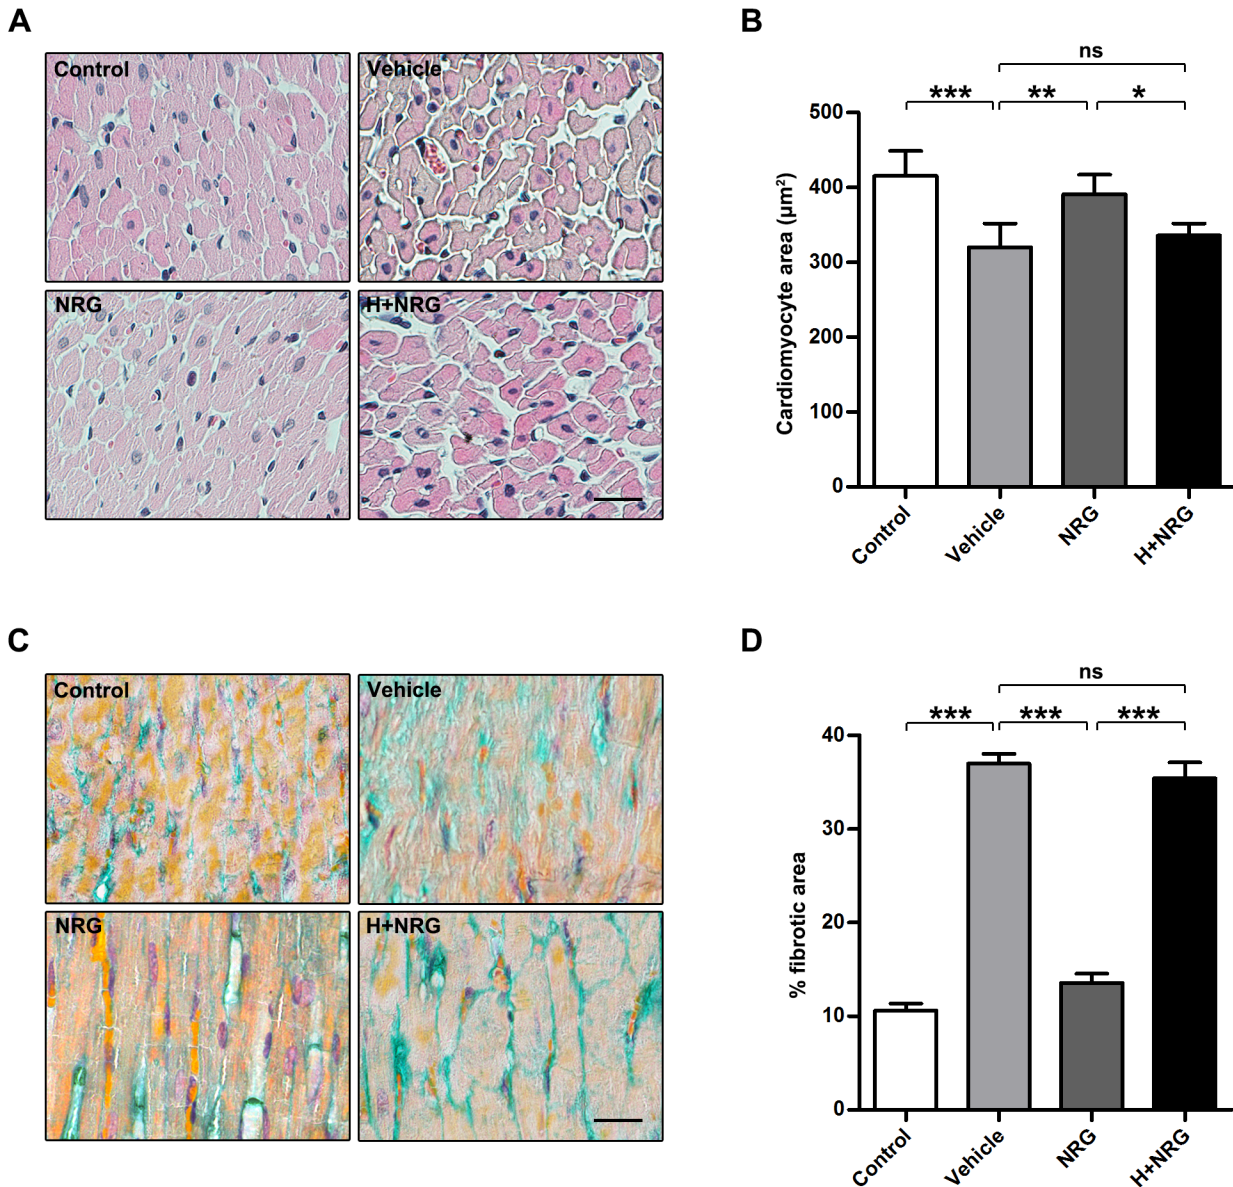 A
Control
Vehicle
NRG
H+NRG
B
ns
*** ** *
Cardiomyocyte area (µm²)
500
400
300
200
100
0
Control
Vehicle
NRG
H+NRG
C
Control
Vehicle
NRG
H+NRG
D
ns
*** *** ***
% fibrotic area
40
30
20
10
0
Control
Vehicle
NRG
H+NRG